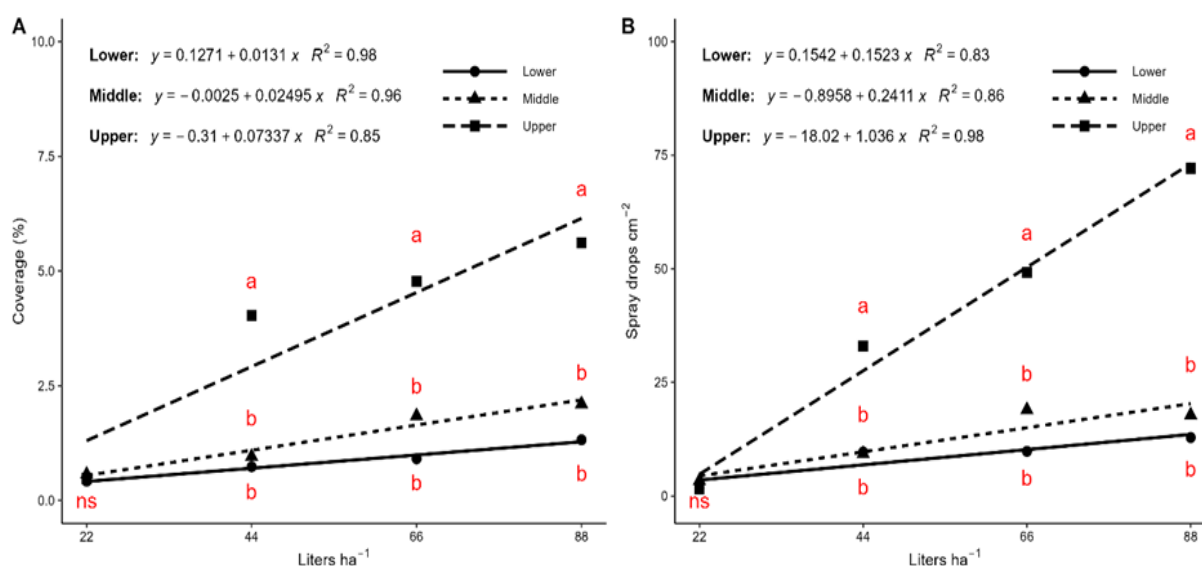 A
10.0
7.5
5.0
2.5
0.0
Coverage (%)
Lower: y = 0.1271 + 0.0131 x R² = 0.98
Middle: y = − 0.0025 + 0.02495 x R² = 0.96
Upper: y = − 0.31 + 0.07337 x R² = 0.85
Lower
Middle
Upper
a
a
a
b
b
b
ns
b
b
b
22 44 66 88
Liters ha⁻¹
B
100
75
50
25
0
Spray drops cm⁻²
Lower: y = 0.1542 + 0.1523 x R² = 0.83
Middle: y = − 0.8958 + 0.2411 x R² = 0.86
Upper: y = − 18.02 + 1.036 x R² = 0.98
Lower
Middle
Upper
a
a
a
b
b
b
ns
b
b
b
22 44 66 88
Liters ha⁻¹